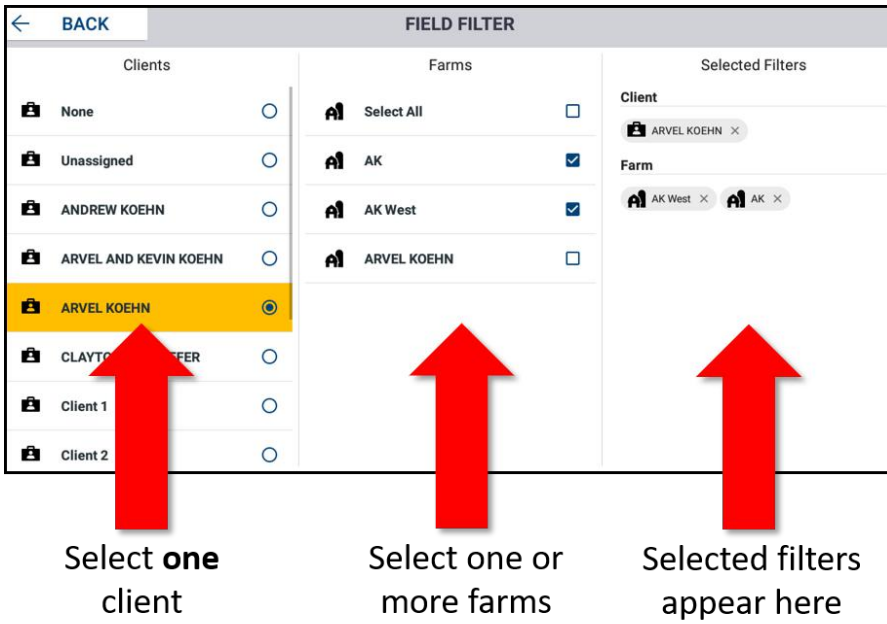 BACK
FIELD FILTER
Clients
None
Unassigned
ANDREW KOEHN
ARVEL AND KEVIN KOEHN
ARVEL KOEHN
Client 1
Client 2
Farms
Select All
AK
AK West
ARVEL KOEHN
Selected Filters
Client
ARVEL KOEHN ×
Farm
AK West × AK ×
Select one
client
Select one or
more farms
Selected filters
appear here